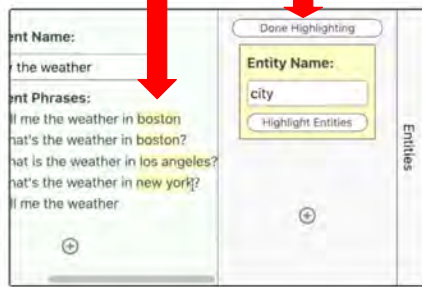 ent Name:
the weather
ent Phrases:
ll me the weather in boston
hat's the weather in boston?
hat is the weather in los angeles?
hat's the weather in new york?
ll me the weather
Done Highlighting
Entity Name:
city
Highlight Entities
Entities